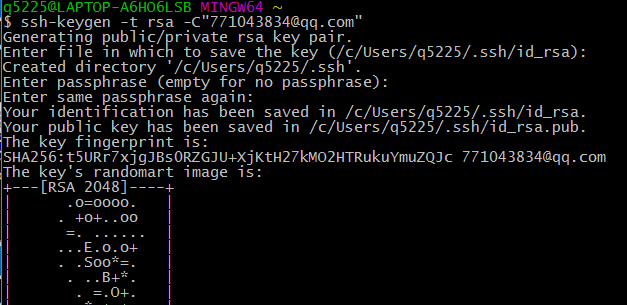 q5225@LAPTOP-A6HO6LSB MINGW64 ~
$ ssh-keygen -t rsa -C"771043834@qq.com"
Generating public/private rsa key pair.
Enter file in which to save the key (/c/Users/q5225/.ssh/id_rsa):
Created directory '/c/Users/q5225/.ssh'.
Enter passphrase (empty for no passphrase):
Enter same passphrase again:
Your identification has been saved in /c/Users/q5225/.ssh/id_rsa.
Your public key has been saved in /c/Users/q5225/.ssh/id_rsa.pub.
The key fingerprint is:
SHA256:t5URr7xjgJBsORZGJU+XjKtH27kMO2HTRukuYmuZQJc 771043834@qq.com
The key's randomart image is:
+---[RSA 2048]----+
|      .o=oooo.   |
|     . +o+..oo   |
|      =. ......  |
|     ...E.o.o+   |
|     . .Soo*=.   |
|      . ..B+*.   |
|       . =.O+.   |